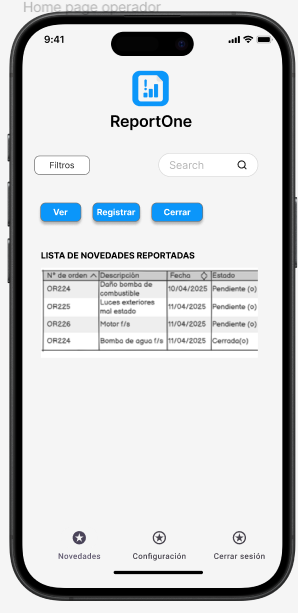 Home page operador
9:41
ReportOne
Filtros
Search
Ver
Registrar
Cerrar
LISTA DE NOVEDADES REPORTADAS
N° de orden Descripción Fecha Estado
OR224 Daño bomba de combustible 10/04/2025 Pendiente (o)
OR225 Luces exteriores mal estado 11/04/2025 Pendiente (o)
OR226 Motor f/s 11/04/2025 Pendiente (o)
OR224 Bomba de agua f/s 11/04/2025 Cerrada(o)
Novedades
Configuración
Cerrar sesión